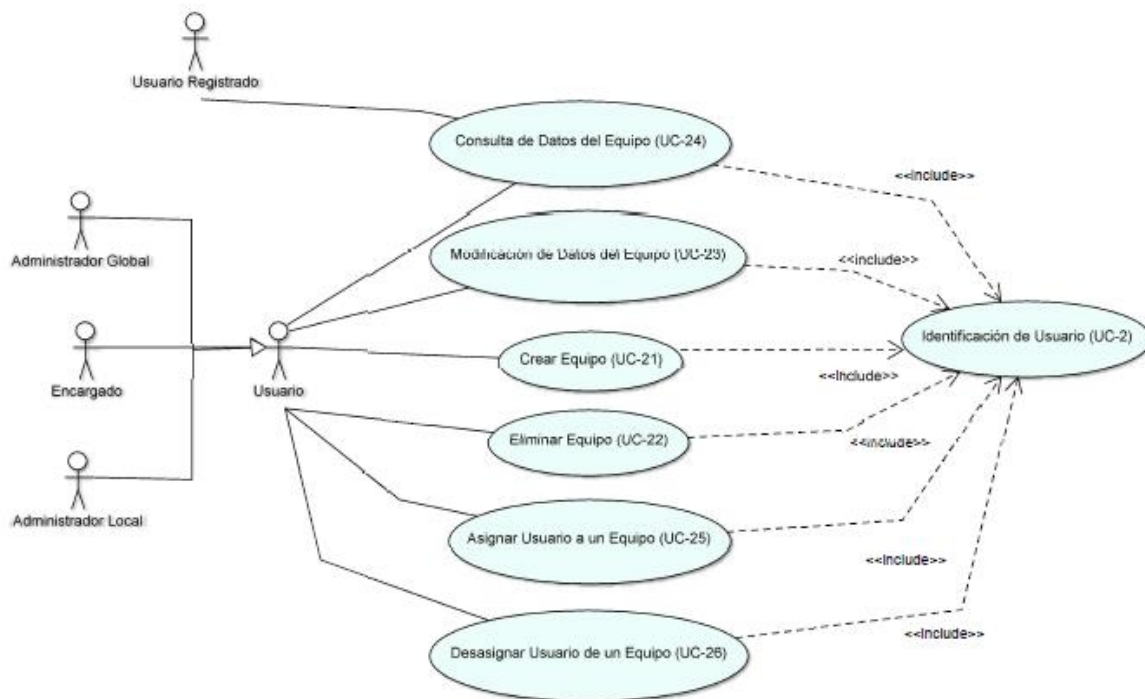 Usuario Registrado
Consulta de Datos del Equipo (UC-24)
<<Include>>
Administrador Global
Modificación de Datos del Equipo (UC-23)
<<include>>
Identificación de Usuario (UC-2)
Encargado
Usuario
Crear Equipo (UC-21)
<<Include>>
Eliminar Equipo (UC-22)
<<Include>>
Administrador Local
Asignar Usuario a un Equipo (UC-25)
<<Include>>
Desasignar Usuario de un Equipo (UC-26)
<<Include>>